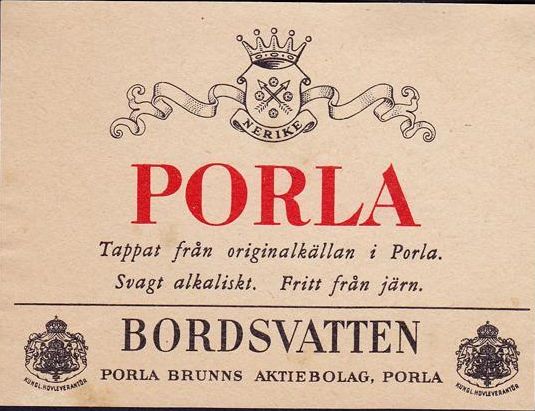 NERIKE
PORLA
Tappat från originalkällan i Porla.
Svagt alkaliskt. Fritt från järn.
BORDSVATTEN
PORLA BRUNNS AKTIEBOLAG, PORLA
KUNGL. HOVLEVERANTÖR
KUNGL. HOVLEVERANTÖR